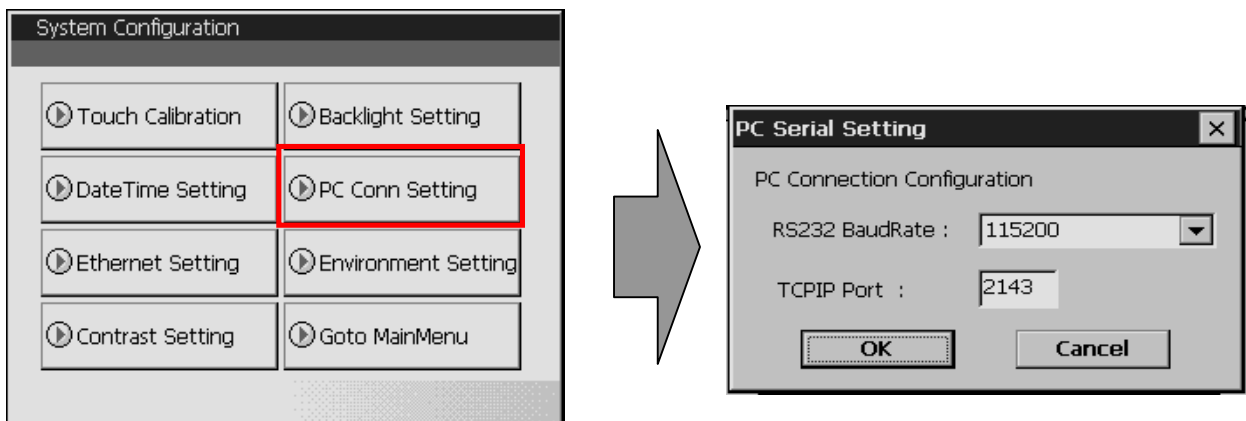 System Configuration
Touch Calibration
Backlight Setting
DateTime Setting
PC Conn Setting
Ethernet Setting
Environment Setting
Contrast Setting
Goto MainMenu
PC Serial Setting
PC Connection Configuration
RS232 BaudRate : 115200
TCPIP Port : 2143
OK Cancel